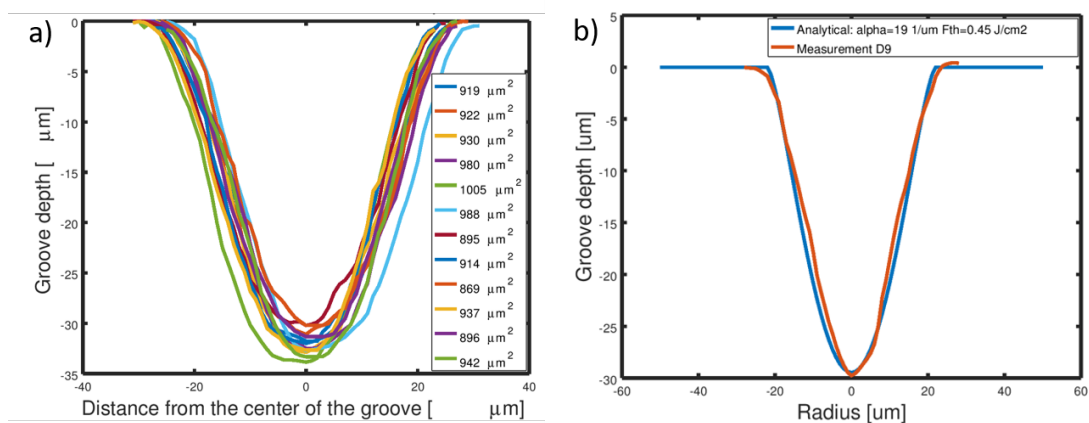 a)
0
-5
-10
-15
-20
-25
-30
-35
Groove depth [ μm]
919 μm2
922 μm2
930 μm2
980 μm2
1005 μm2
988 μm2
895 μm2
914 μm2
869 μm2
937 μm2
896 μm2
942 μm2
-40 -20 0 20 40
Distance from the center of the groove [ μm]
b)
5
0
-5
-10
-15
-20
-25
-30
Groove depth [um]
Analytical: alpha=19 1/um Fth=0.45 J/cm2
Measurement D9
-60 -40 -20 0 20 40 60
Radius [um]